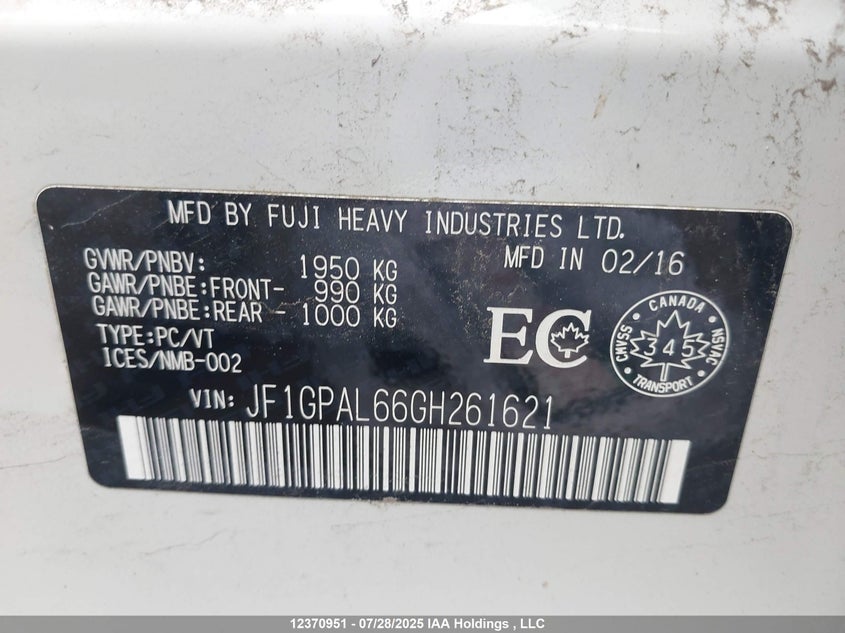 MFD BY FUJI HEAVY INDUSTRIES LTD.
GVWR/PNBV: 1950 KG MFD IN 02/16
GAWR/PNBE:FRONT- 990 KG
GAWR/PNBE:REAR - 1000 KG
TYPE:PC/VT
ICES/NMB-002
EC
CANADA
CMVSS 345 NSVAC
TRANSPORT
VIN: JF1GPAL66GH261621
12370951 - 07/28/2025 IAA Holdings , LLC